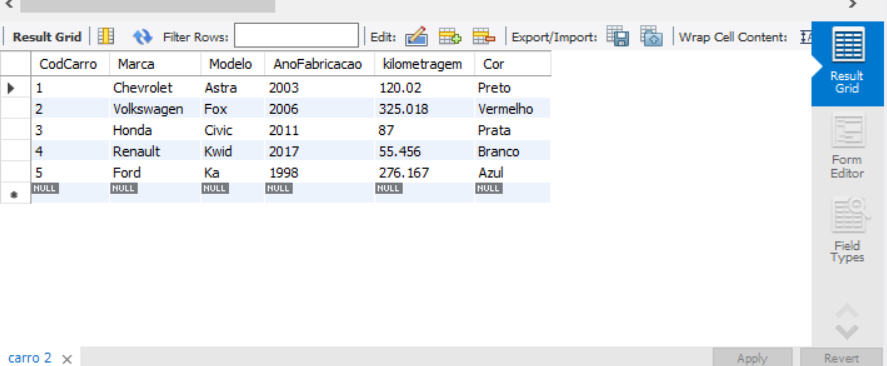 Result Grid Filter Rows: Edit: Export/Import: Wrap Cell Content:
CodCarro Marca Modelo AnoFabricacao kilometragem Cor
1 Chevrolet Astra 2003 120.02 Preto
2 Volkswagen Fox 2006 325.018 Vermelho
3 Honda Civic 2011 87 Prata
4 Renault Kwid 2017 55.456 Branco
5 Ford Ka 1998 276.167 Azul
NULL NULL NULL NULL NULL NULL
Result
Grid
Form
Editor
Field
Types
carro 2 Apply Revert